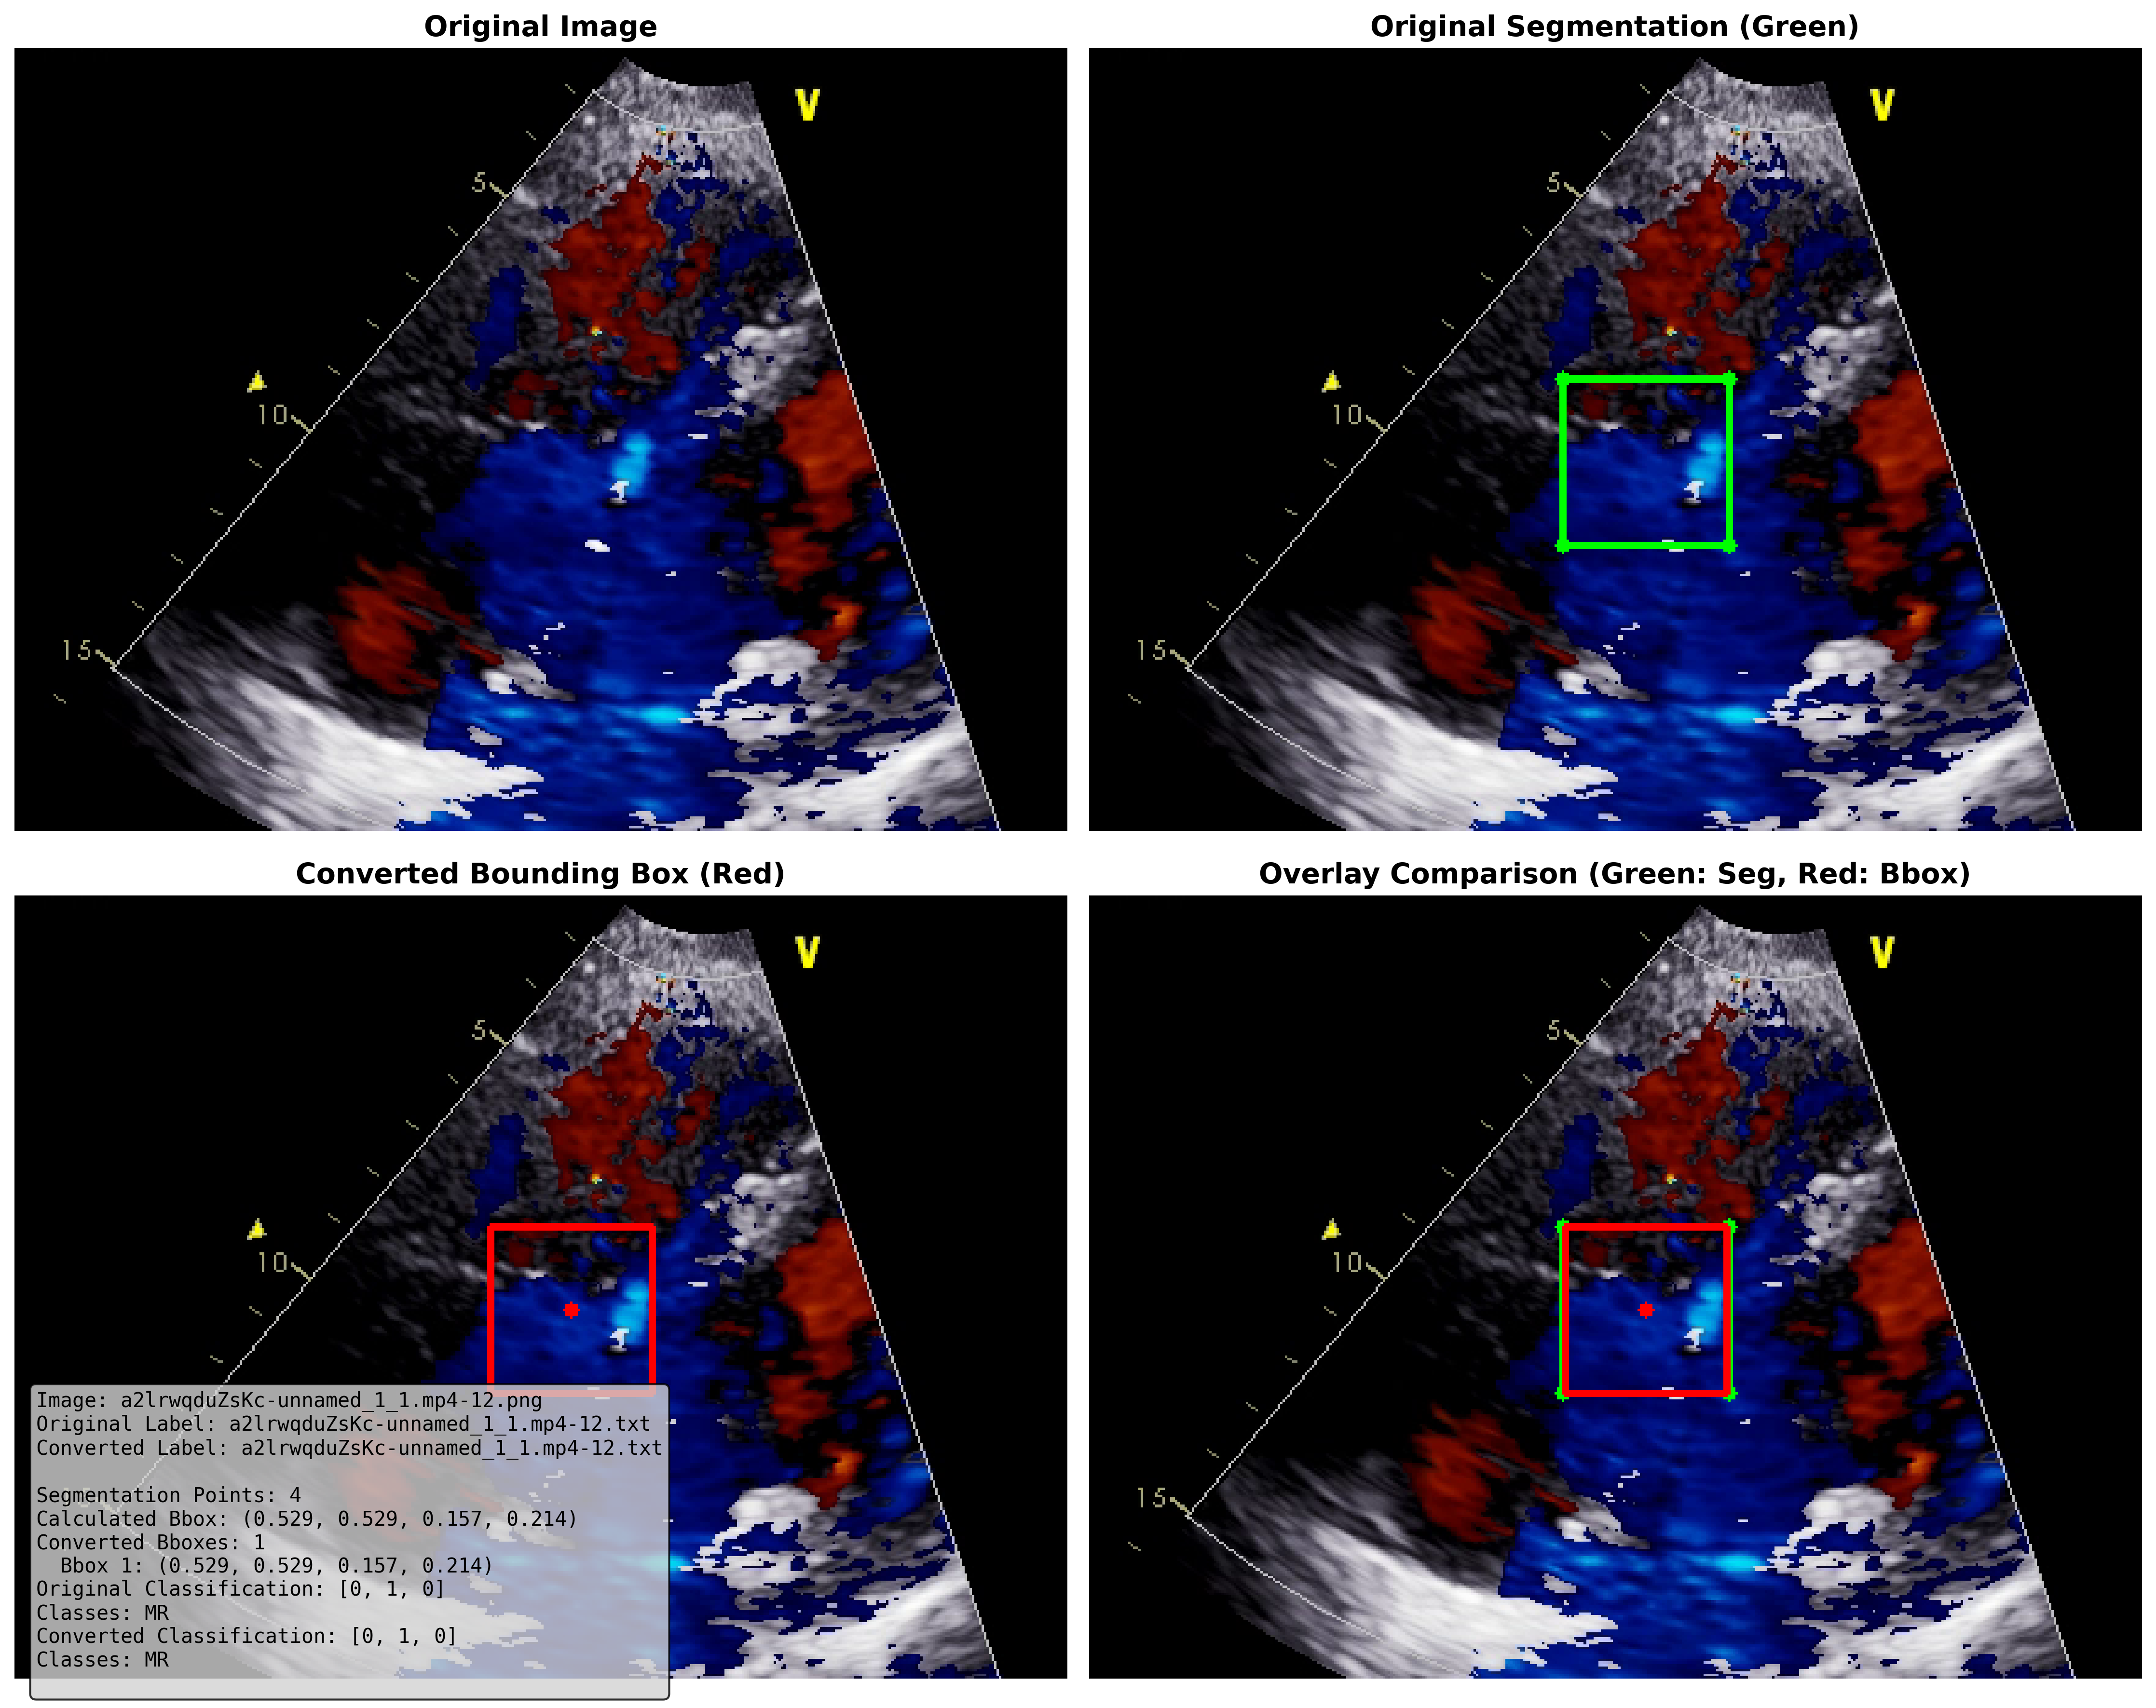 Original Image
Original Segmentation (Green)
V
5
10
15
V
5
10
15
Converted Bounding Box (Red)
Overlay Comparison (Green: Seg, Red: Bbox)
V
5
10
Image: a2lrwqduZsKc-unnamed_1_1.mp4-12.png
Original Label: a2lrwqduZsKc-unnamed_1_1.mp4-12.txt
Converted Label: a2lrwqduZsKc-unnamed_1_1.mp4-12.txt
Segmentation Points: 4
Calculated Bbox: (0.529, 0.529, 0.157, 0.214)
Converted Bboxes: 1
Bbox 1: (0.529, 0.529, 0.157, 0.214)
Original Classification: [0, 1, 0]
Classes: MR
Converted Classification: [0, 1, 0]
Classes: MR
V
5
10
15